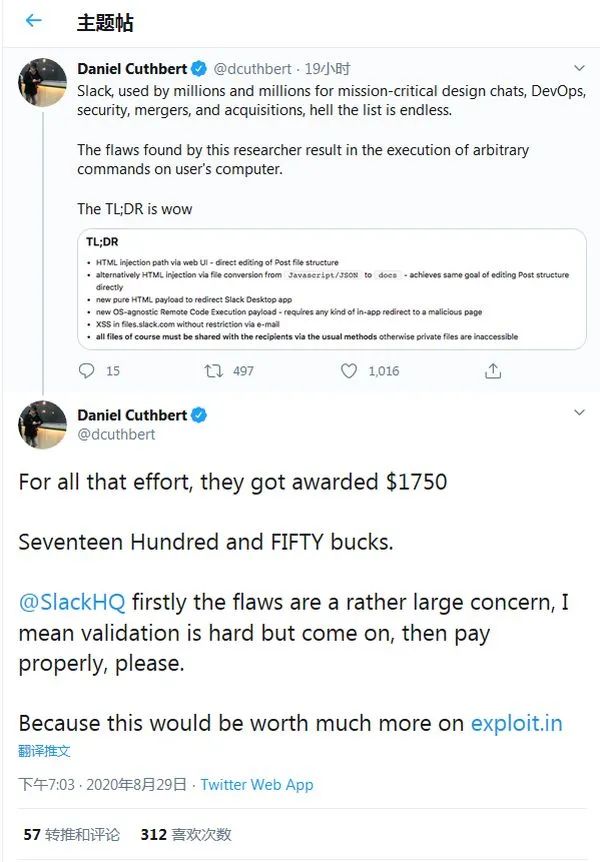 主题帖
Daniel Cuthbert @dcuthbert · 19小时
Slack, used by millions and millions for mission-critical design chats, DevOps,
security, mergers, and acquisitions, hell the list is endless.
The flaws found by this researcher result in the execution of arbitrary
commands on user's computer.
The TL;DR is wow
TL;DR
• HTML injection path via web UI - direct editing of Post file structure
• alternatively HTML injection via file conversion from Javascript/JSON to docs - achieves same goal of editing Post structure
directly
• new pure HTML payload to redirect Slack Desktop app
• new OS-agnostic Remote Code Execution payload - requires any kind of in-app redirect to a malicious page
• XSS in files.slack.com without restriction via e-mail
• all files of course must be shared with the recipients via the usual methods otherwise private files are inaccessible
15 497 1,016
Daniel Cuthbert
@dcuthbert
For all that effort, they got awarded $1750
Seventeen Hundred and FIFTY bucks.
@SlackHQ firstly the flaws are a rather large concern, I
mean validation is hard but come on, then pay
properly, please.
Because this would be worth much more on exploit.in
翻译推文
下午7:03 · 2020年8月29日 · Twitter Web App
57 转推和评论 312 喜欢次数